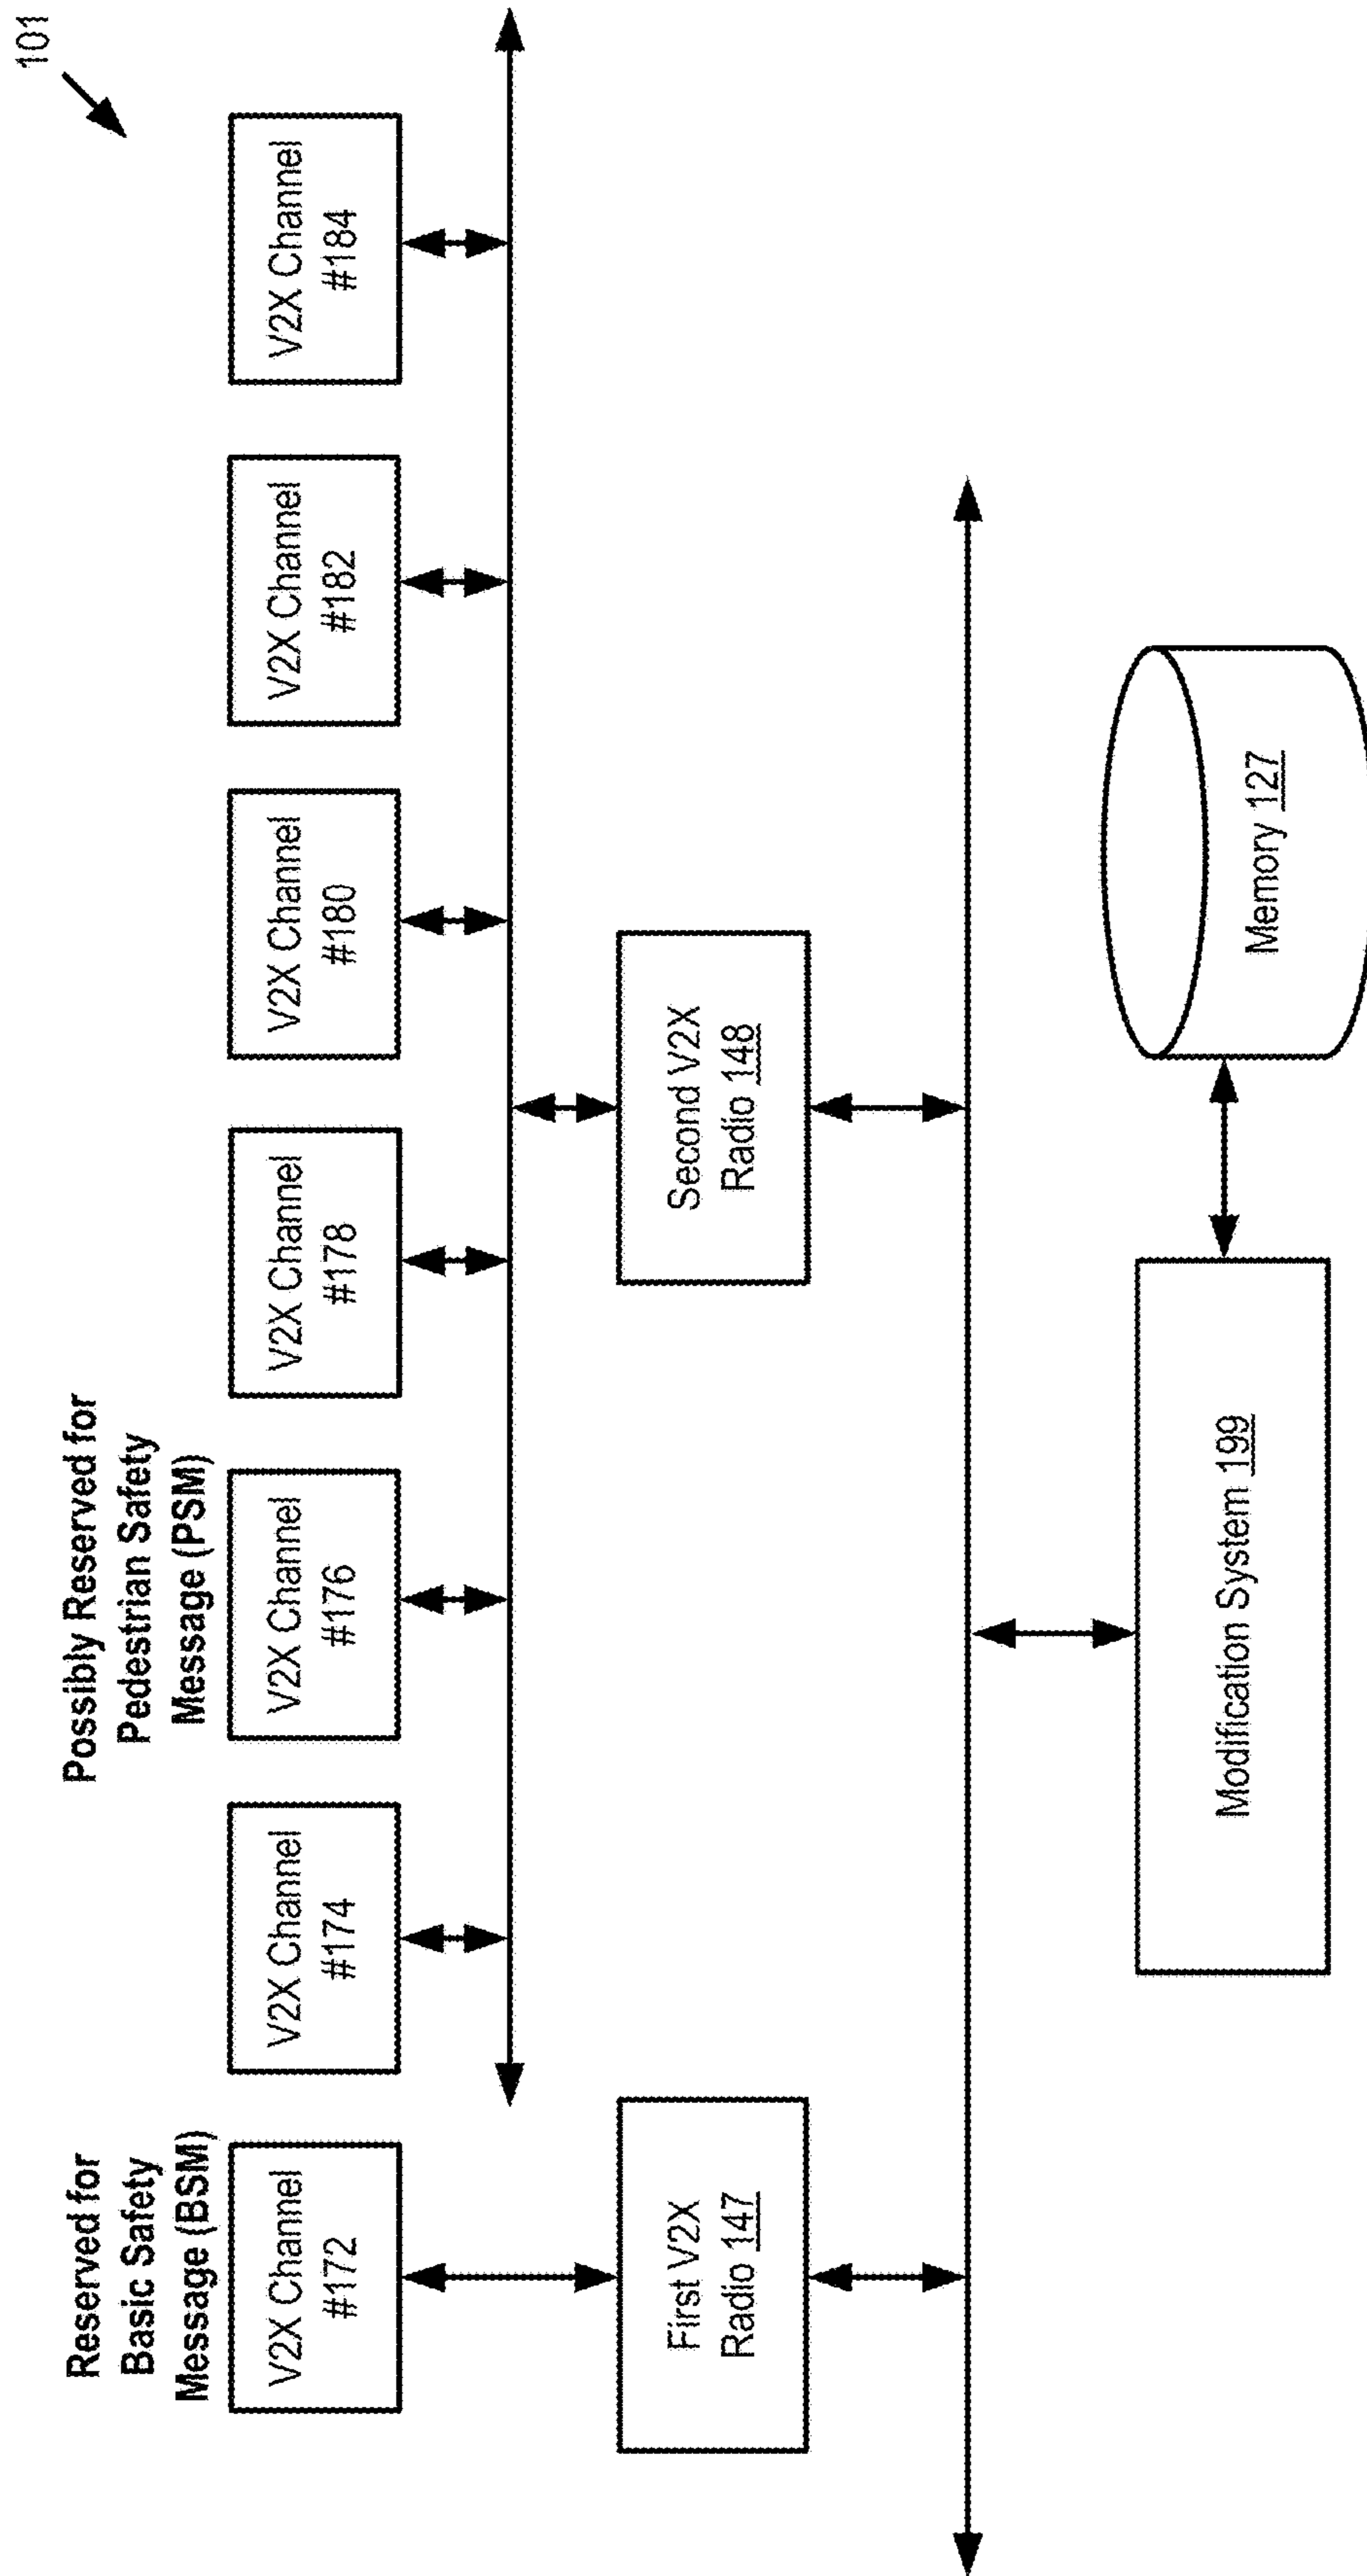 101
Reserved for
Basic Safety
Message (BSM)
Possibly Reserved for
Pedestrian Safety
Message (PSM)
V2X Channel
#172
V2X Channel
#174
V2X Channel
#176
V2X Channel
#178
V2X Channel
#180
V2X Channel
#182
V2X Channel
#184
First V2X
Radio 147
Second V2X
Radio 148
Modification System 199
Memory 127